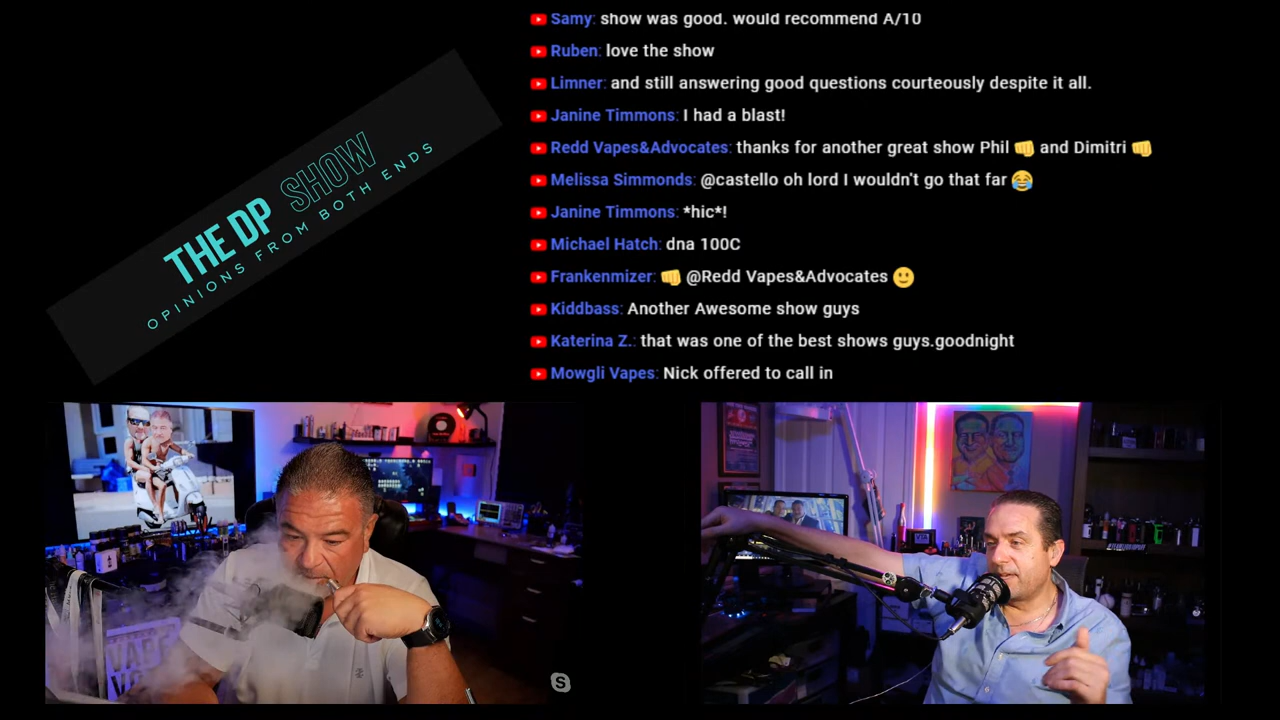 Samy: show was good. would recommend A/10
Ruben: love the show
Limner: and still answering good questions courteously despite it all.
Janine Timmons: I had a blast!
Redd Vapes&Advocates: thanks for another great show Phil 👊 and Dimitri 👊
Melissa Simmonds: @castello oh lord I wouldn't go that far 😂
Janine Timmons: *hic*!
Michael Hatch: dna 100C
Frankenmizer: 👊 @Redd Vapes&Advocates 🙂
Kiddbass: Another Awesome show guys
Katerina Z.: that was one of the best shows guys.goodnight
Mowgli Vapes: Nick offered to call in
THE DP SHOW
OPINIONS FROM BOTH ENDS
S